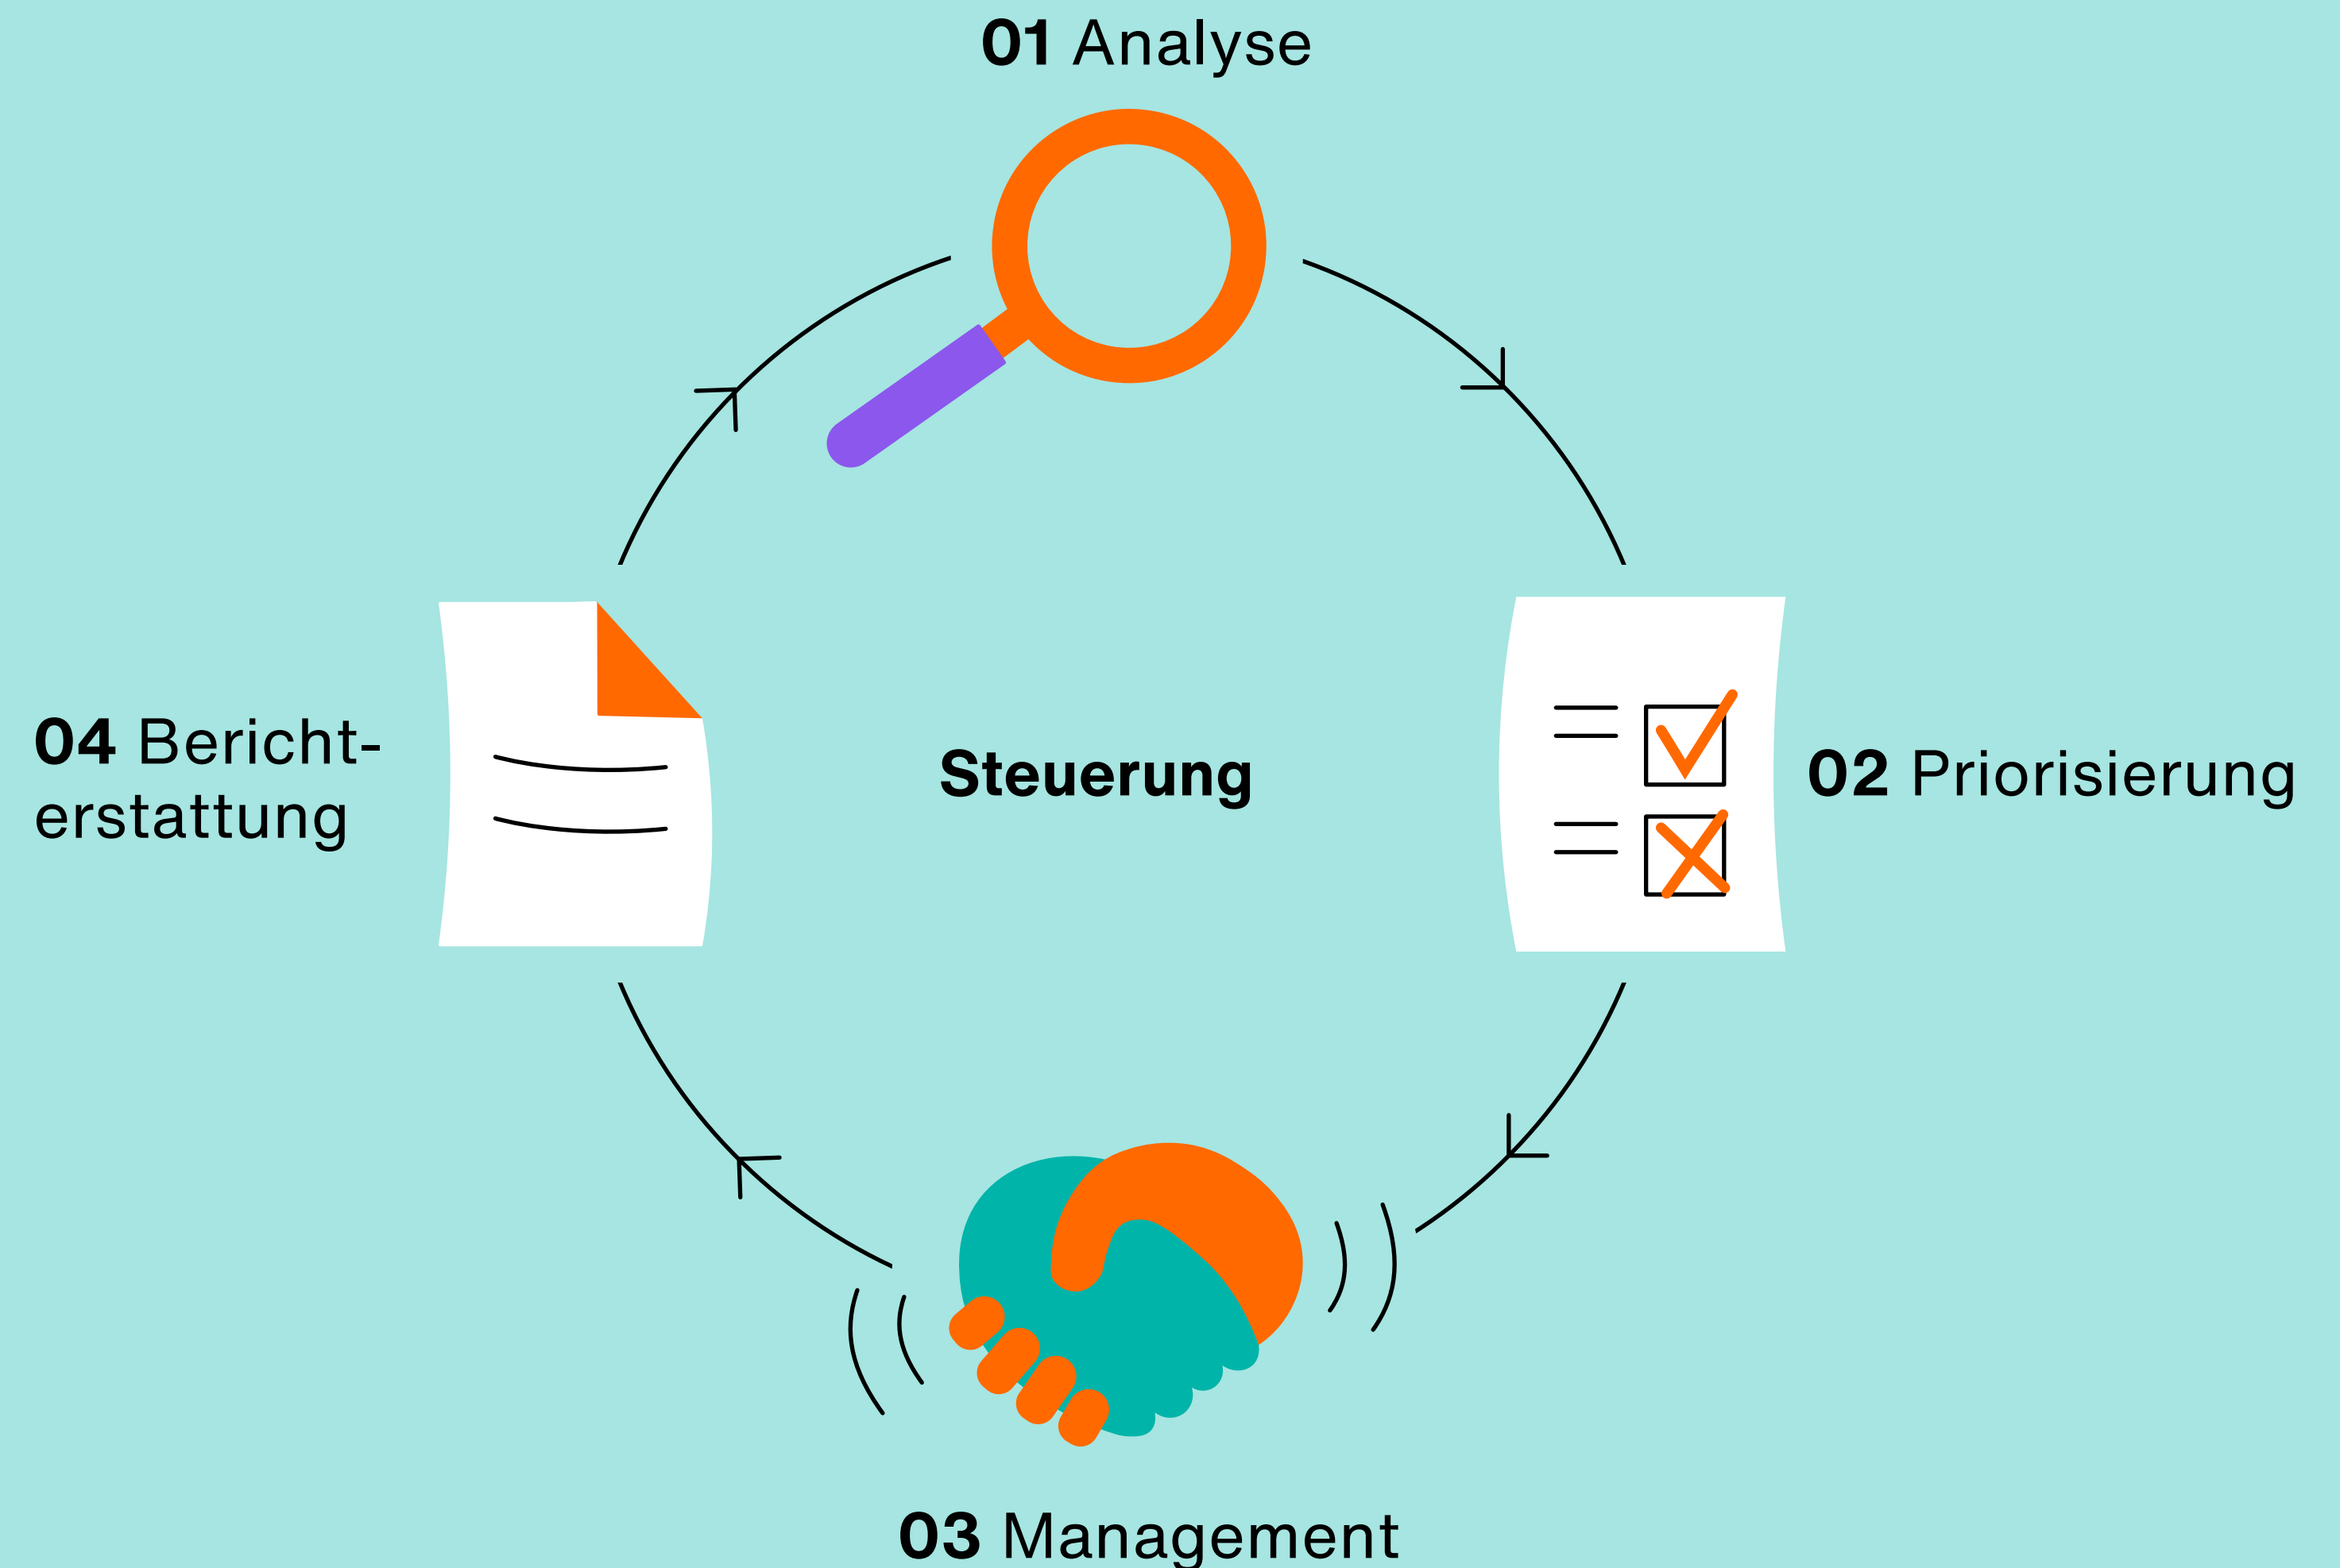 01 Analyse
04 Bericht-
erstattung
Steuerung
02 Priorisierung
03 Management